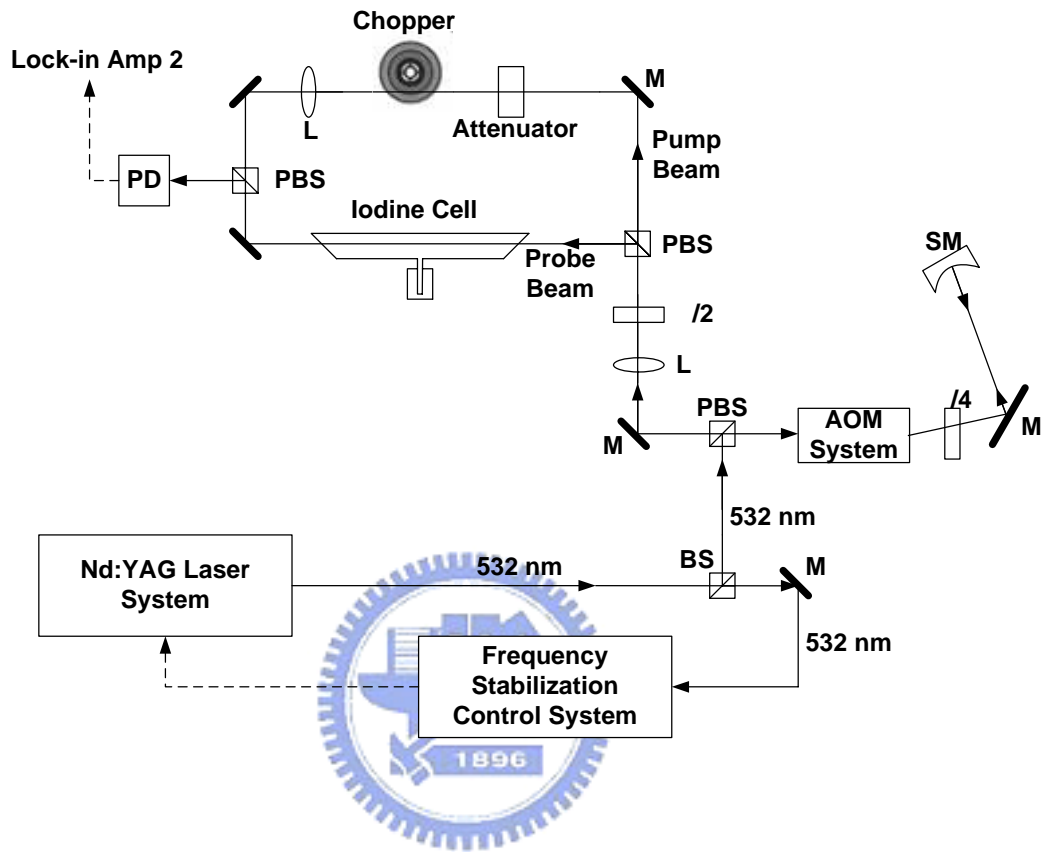 Chopper
Lock-in Amp 2
M
L
Attenuator
Pump
Beam
PD
PBS
Iodine Cell
PBS
Probe
Beam
SM
/2
L
PBS
/4
AOM
System
M
M
532 nm
Nd:YAG Laser
System
532 nm
BS
M
532 nm
Frequency
Stabilization
Control System
1896